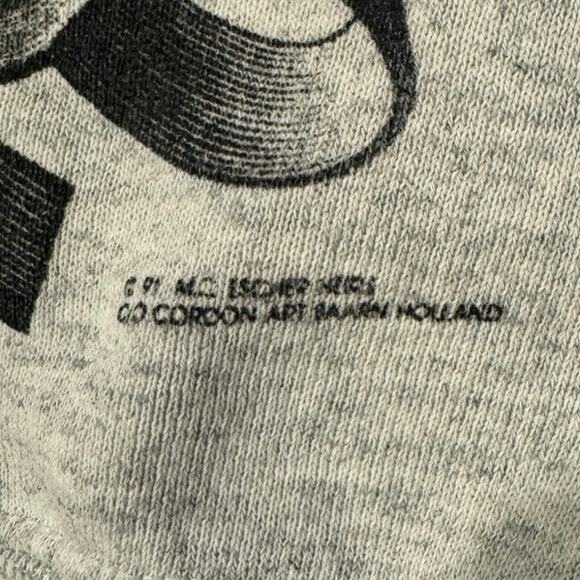 © 91 M.C. ESCHER HEIRS
C/O CORDON ART BAARN HOLLAND